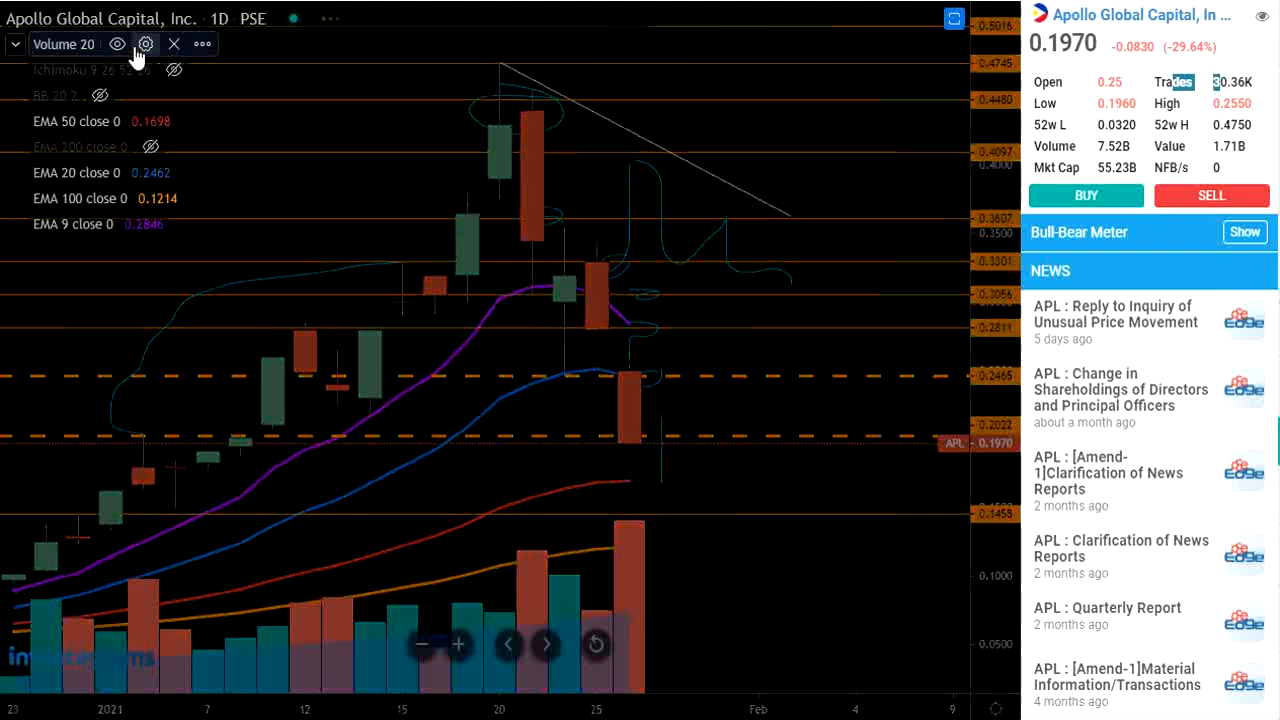 Apollo Global Capital, Inc. · 1D · PSE
Volume 20
Ichimoku 9 26 52 26
BB 20 2
EMA 50 close 0 0.1698
EMA 200 close 0
EMA 20 close 0 0.2462
EMA 100 close 0 0.1214
EMA 9 close 0 0.2846
0.5016
0.4745
0.4480
0.4097
0.4000
0.3607
0.3500
0.3301
0.3056
0.2811
0.2465
0.2022
APL 0.1970
0.1458
0.1000
0.0500
investagrams
23 2021 7 12 15 20 25 Feb 4 9
Apollo Global Capital, In ...
0.1970 -0.0830 (-29.64%)
Open 0.25 Trades 30.36K
Low 0.1960 High 0.2550
52w L 0.0320 52w H 0.4750
Volume 7.52B Value 1.71B
Mkt Cap 55.23B NFB/s 0
BUY SELL
Bull-Bear Meter Show
NEWS
APL : Reply to Inquiry of
Unusual Price Movement
5 days ago
APL : Change in
Shareholdings of Directors
and Principal Officers
about a month ago
APL : [Amend-
1]Clarification of News
Reports
2 months ago
APL : Clarification of News
Reports
2 months ago
APL : Quarterly Report
2 months ago
APL : [Amend-1]Material
Information/Transactions
4 months ago